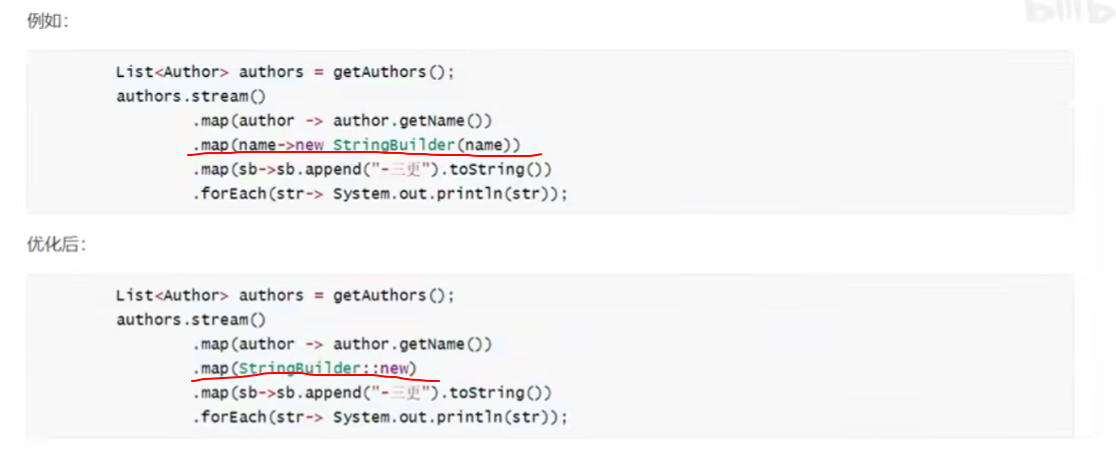 例如：
List<Author> authors = getAuthors();
authors.stream()
.map(author -> author.getName())
.map(name->new StringBuilder(name))
.map(sb->sb.append("-三更").toString())
.forEach(str-> System.out.println(str));
优化后：
List<Author> authors = getAuthors();
authors.stream()
.map(author -> author.getName())
.map(StringBuilder::new)
.map(sb->sb.append("-三更").toString())
.forEach(str-> System.out.println(str));